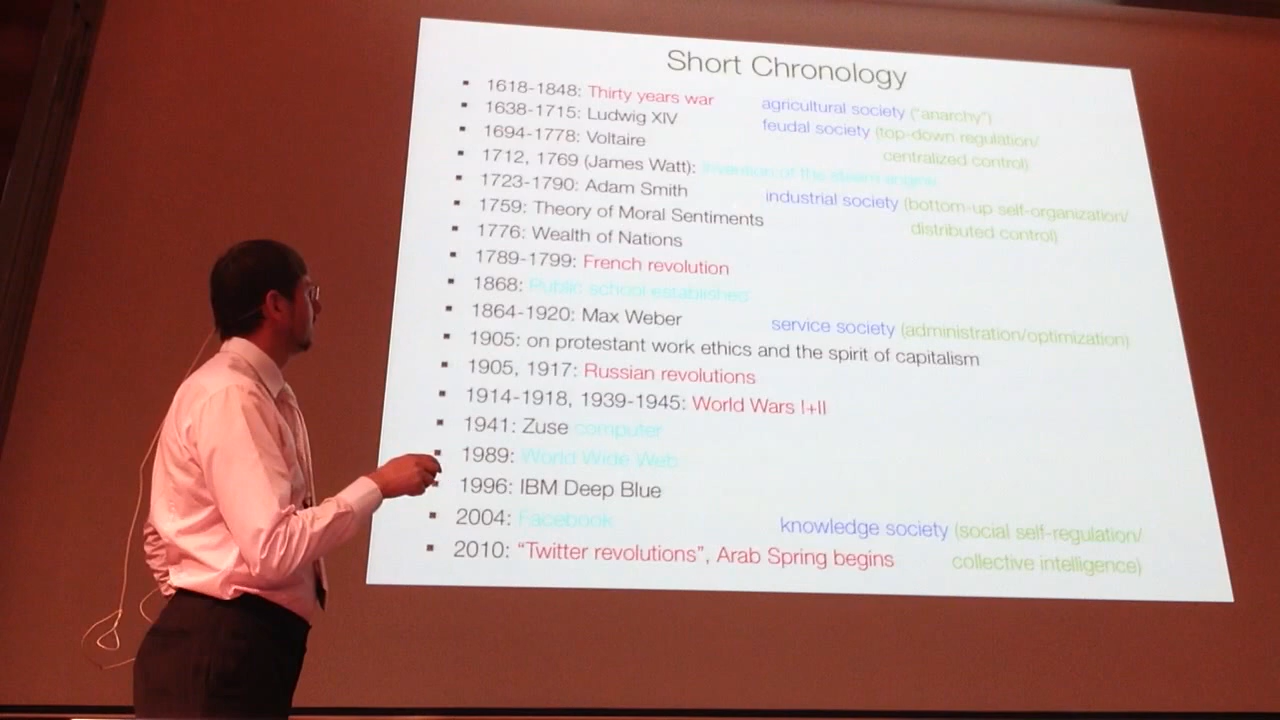 Short Chronology
▪ 1618-1848: Thirty years war agricultural society ("anarchy")
▪ 1638-1715: Ludwig XIV feudal society (top-down regulation/
▪ 1694-1778: Voltaire centralized control)
▪ 1712, 1769 (James Watt): invention of the steam engine
▪ 1723-1790: Adam Smith industrial society (bottom-up self-organization/
▪ 1759: Theory of Moral Sentiments distributed control)
▪ 1776: Wealth of Nations
▪ 1789-1799: French revolution
▪ 1868: Public school established
▪ 1864-1920: Max Weber service society (administration/optimization)
▪ 1905: on protestant work ethics and the spirit of capitalism
▪ 1905, 1917: Russian revolutions
▪ 1914-1918, 1939-1945: World Wars I+II
▪ 1941: Zuse computer
▪ 1989: World Wide Web
▪ 1996: IBM Deep Blue
▪ 2004: Facebook knowledge society (social self-regulation/
▪ 2010: "Twitter revolutions", Arab Spring begins collective intelligence)